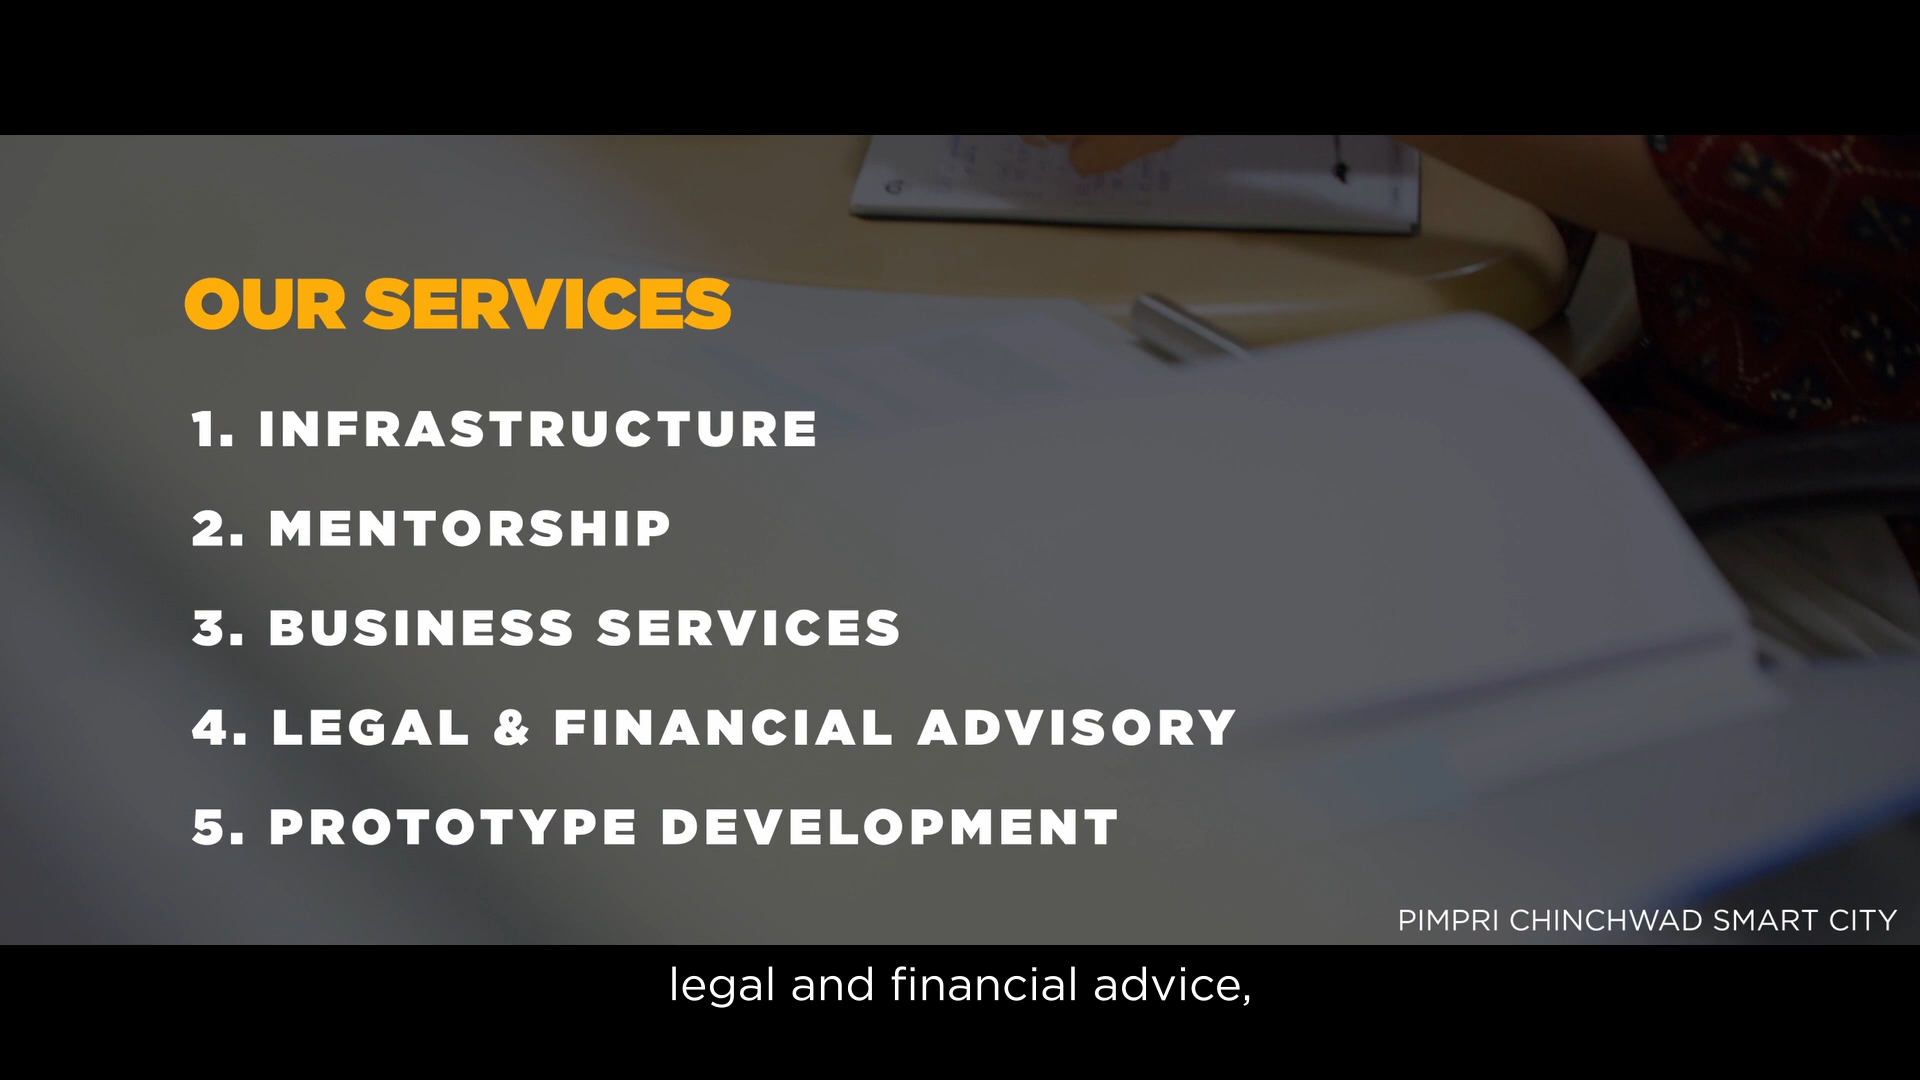 OUR SERVICES
1. INFRASTRUCTURE
2. MENTORSHIP
3. BUSINESS SERVICES
4. LEGAL & FINANCIAL ADVISORY
5. PROTOTYPE DEVELOPMENT
PIMPRI CHINCHWAD SMART CITY
legal and financial advice,